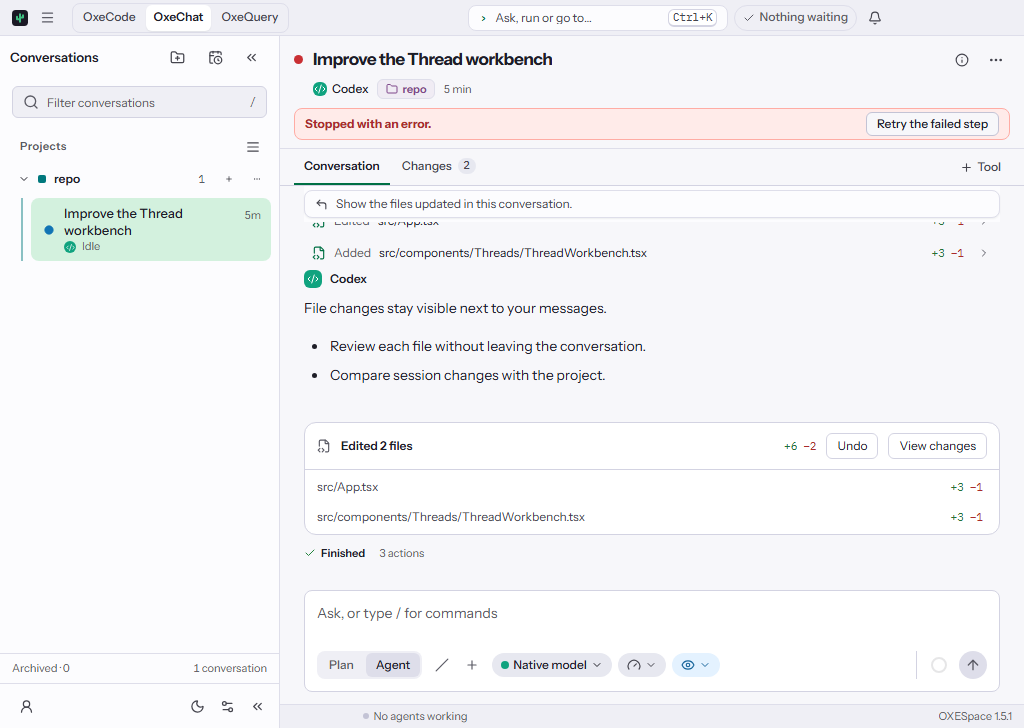 OxeCode OxeChat OxeQuery
› Ask, run or go to... Ctrl+K
Nothing waiting
Conversations
Filter conversations /
Projects
repo 1 + ...
Improve the Thread workbench 5m
Idle
Archived · 0 1 conversation
Improve the Thread workbench
Codex repo 5 min
Stopped with an error. Retry the failed step
Conversation Changes 2 + Tool
Show the files updated in this conversation.
Edited src/App.tsx +3 −1
Added src/components/Threads/ThreadWorkbench.tsx +3 −1
Codex
File changes stay visible next to your messages.
• Review each file without leaving the conversation.
• Compare session changes with the project.
Edited 2 files +6 −2 Undo View changes
src/App.tsx +3 −1
src/components/Threads/ThreadWorkbench.tsx +3 −1
Finished 3 actions
Ask, or type / for commands
Plan Agent Native model
No agents working OXESpace 1.5.1